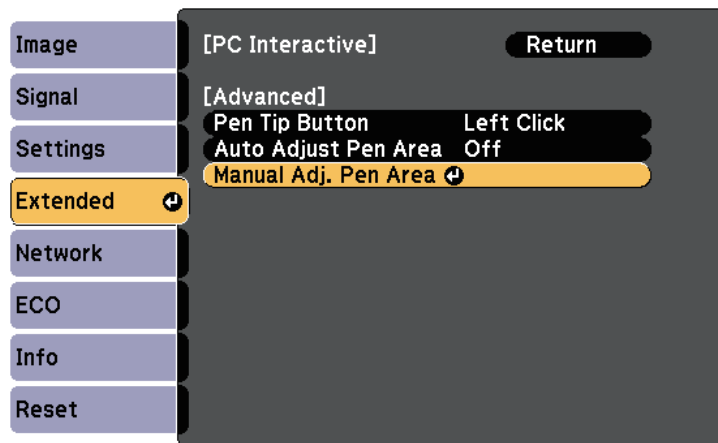 Image
Signal
Settings
Extended
Network
ECO
Info
Reset
[PC Interactive] Return
[Advanced]
Pen Tip Button Left Click
Auto Adjust Pen Area Off
Manual Adj. Pen Area